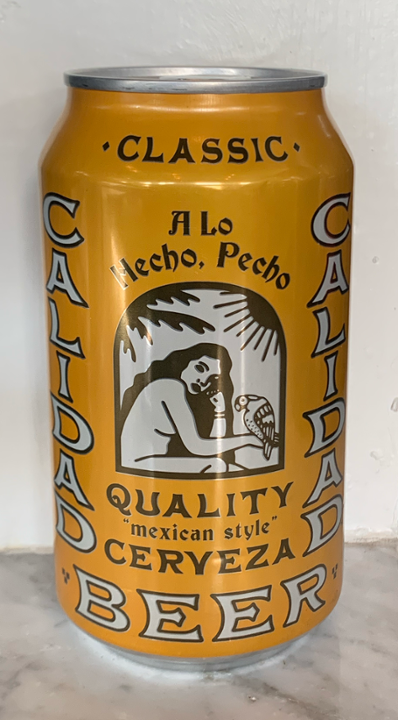 ·CLASSIC·
A Lo
Hecho, Pecho
CALIDAD
CALIDAD
QUALITY
"mexican style"
CERVEZA
BEER